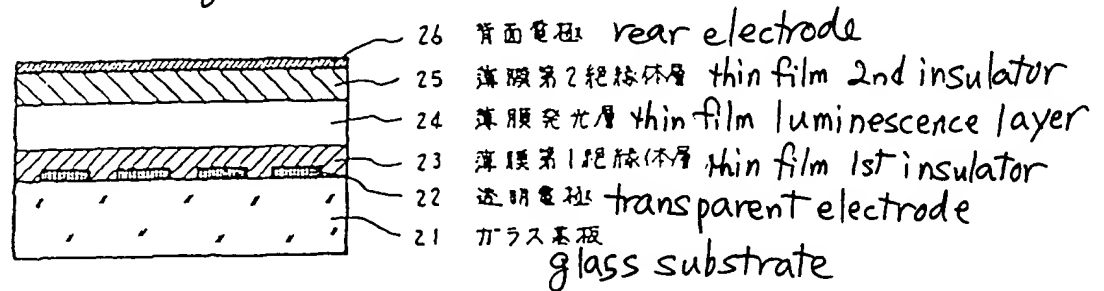 26 背面電極 rear electrode
25 薄膜第2絶縁体層 thin film 2nd insulator
24 薄膜発光層 thin film luminescence layer
23 薄膜第1絶縁体層 thin film 1st insulator
22 透明電極 transparent electrode
21 ガラス基板
glass substrate